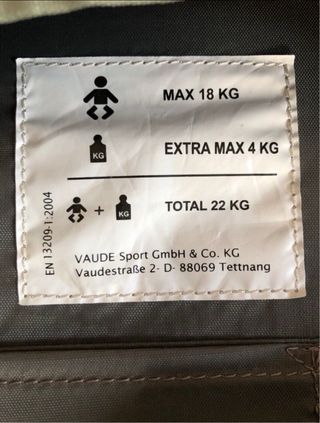 MAX 18 KG
KG
EXTRA MAX 4 KG
+
KG
TOTAL 22 KG
EN 13209-1:2004
VAUDE Sport GmbH & Co. KG
Vaudestraße 2- D- 88069 Tettnang